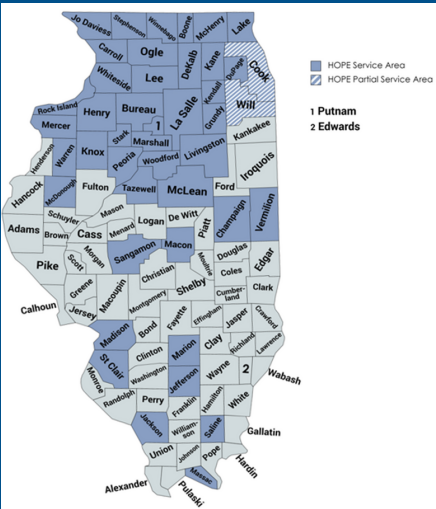 Jo Daviess
Stephenson
Winnebago
Boone
McHenry
Lake
Carroll
Ogle
DeKalb
Kane
DuPage
Cook
Whiteside
Lee
Kendall
Will
Rock Island
Henry
Bureau
La Salle
Grundy
Mercer
1
Kankakee
Henderson
Warren
Knox
Stark
Marshall
Peoria
Woodford
Livingston
Iroquois
Hancock
McDonough
Fulton
Tazewell
McLean
Ford
Schuyler
Mason
Logan
De Witt
Piatt
Champaign
Vermilion
Adams
Brown
Cass
Menard
Sangamon
Macon
Moultrie
Douglas
Edgar
Pike
Scott
Morgan
Christian
Coles
Greene
Macoupin
Montgomery
Shelby
Cumber-
land
Clark
Calhoun
Jersey
Fayette
Effingham
Jasper
Crawford
Madison
Bond
Clay
Richland
Lawrence
St Clair
Clinton
Marion
Wayne
2
Wabash
Monroe
Washington
Jefferson
Randolph
Perry
Franklin
Hamilton
White
Jackson
William-
son
Saline
Gallatin
Union
Johnson
Pope
Hardin
Alexander
Pulaski
Massac
HOPE Service Area
HOPE Partial Service Area
1 Putnam
2 Edwards